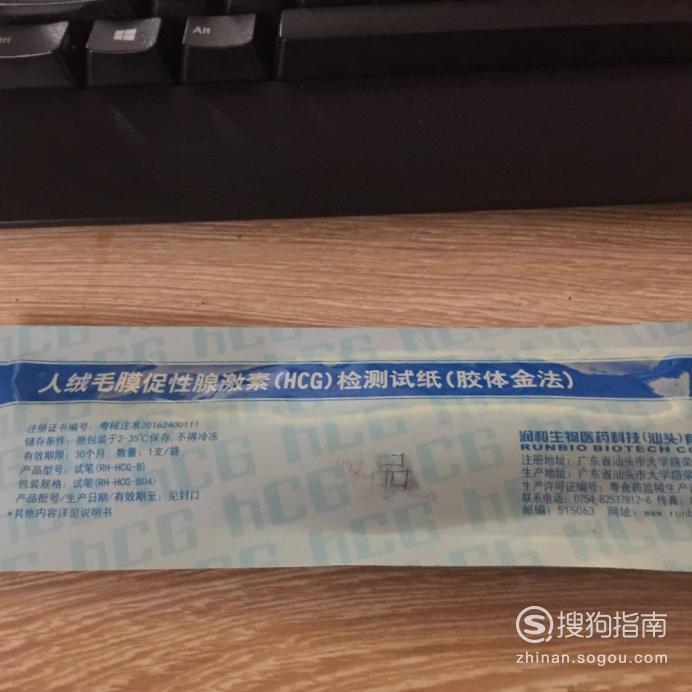 trl
Alt
人绒毛膜促性腺激素(HCG)检测试纸(胶体金法)
注册证书编号：粤械注准20162400111
储存条件：原包装于2-35℃保存，不得冷冻
有效期限：30个月 数量：1支/袋
产品型号：试笔(RH-HCG-B)
包装规格：试笔(RH-HCG-B04)
产品批号/生产日期/有效期至：见封口
*其他内容详见说明书
润和生物医药科技(汕头)
RUNBIO BIOTECH CO
注册地址：广东省汕头市大学路荣
生产地址：广东省汕头市大学路荣
生产许可证编号：粤食药监械生产
联系电话：0754-82537812-6 传真：
邮编：515063 网址：www.runb
hCG hCG hCG hCG hCG
搜狗指南
zhinan.sogou.com